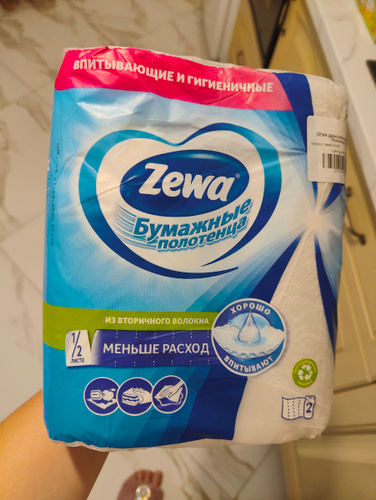 ВПИТЫВАЮЩИЕ И ГИГИЕНИЧНЫЕ
Zewa®
Бумажные
полотенца
ИЗ ВТОРИЧНОГО ВОЛОКНА
1/2
ЛИСТА
МЕНЬШЕ РАСХОД
ХОРОШО
ВПИТЫВАЮТ
2